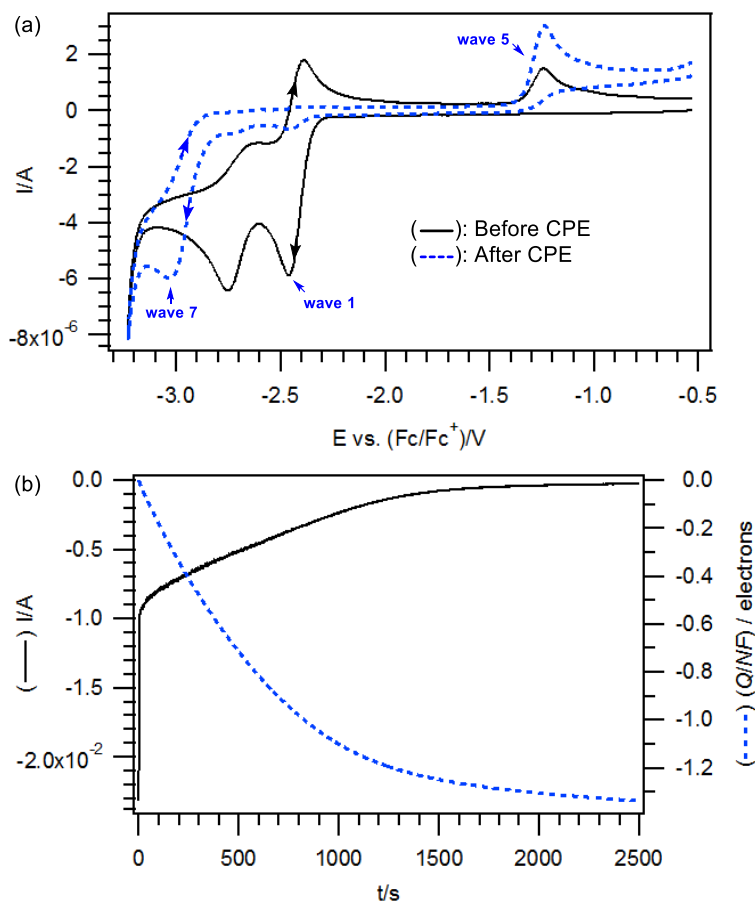 (a)
2
0
-2
-4
-6
-8x10-6
I/A
wave 5
(—): Before CPE
(----): After CPE
wave 7
wave 1
-3.0 -2.5 -2.0 -1.5 -1.0 -0.5
E vs. (Fc/Fc+)/V
(b)
0.0
-0.5
-1.0
-1.5
-2.0x10-2
(—) I/A
0.0
-0.2
-0.4
-0.6
-0.8
-1.0
-1.2
(----) (Q/NF) / electrons
0 500 1000 1500 2000 2500
t/s